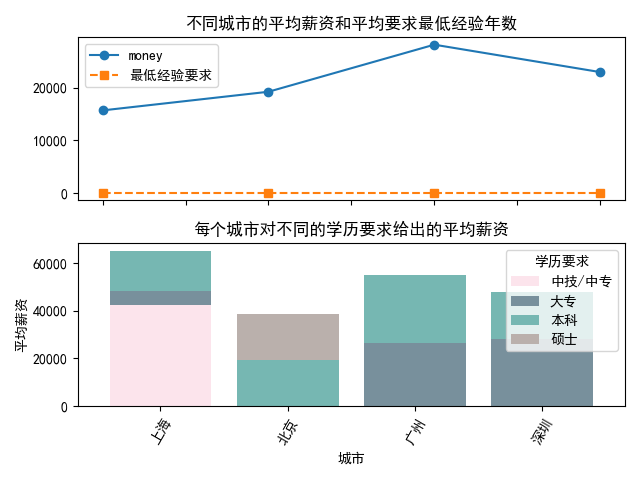 不同城市的平均薪资和平均要求最低经验年数
money
最低经验要求
20000
10000
0
每个城市对不同的学历要求给出的平均薪资
学历要求
中技/中专
大专
本科
硕士
60000
40000
20000
0
平均薪资
上海
北京
广州
深圳
城市